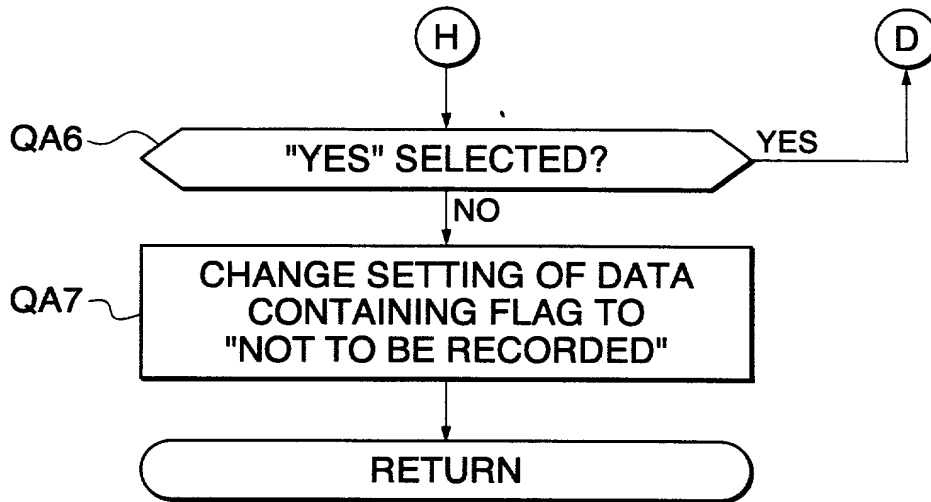 H
D
QA6
"YES" SELECTED?
YES
NO
QA7
CHANGE SETTING OF DATA
CONTAINING FLAG TO
"NOT TO BE RECORDED"
RETURN